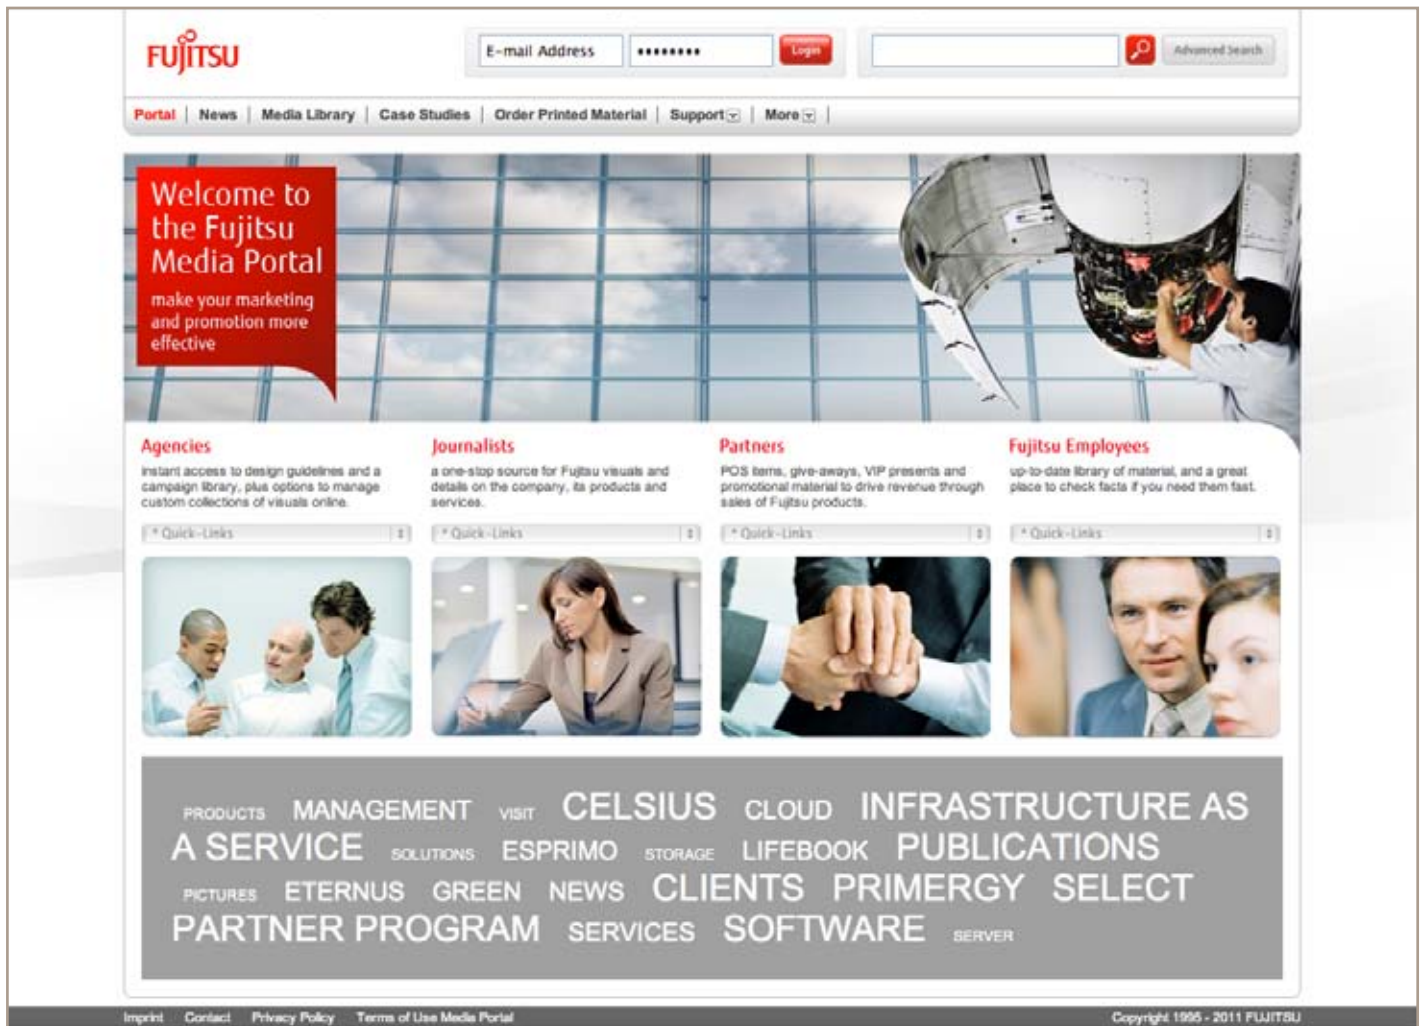 FUJITSU
E-mail Address
••••••••
Login
Advanced Search
Portal | News | Media Library | Case Studies | Order Printed Material | Support | More |
Welcome to
the Fujitsu
Media Portal
make your marketing
and promotion more
effective
Agencies
instant access to design guidelines and a
campaign library, plus options to manage
custom collections of visuals online.
* Quick-Links
Journalists
a one-stop source for Fujitsu visuals and
details on the company, its products and
services.
* Quick-Links
Partners
POS items, give-aways, VIP presents and
promotional material to drive revenue through
sales of Fujitsu products.
* Quick-Links
Fujitsu Employees
up-to-date library of material, and a great
place to check facts if you need them fast.
* Quick-Links
PRODUCTS MANAGEMENT VISIT CELSIUS CLOUD INFRASTRUCTURE AS
A SERVICE SOLUTIONS ESPRIMO STORAGE LIFEBOOK PUBLICATIONS
PICTURES ETERNUS GREEN NEWS CLIENTS PRIMERGY SELECT
PARTNER PROGRAM SERVICES SOFTWARE SERVER
Imprint Contact Privacy Policy Terms of Use Media Portal
Copyright 1995 - 2011 FUJITSU